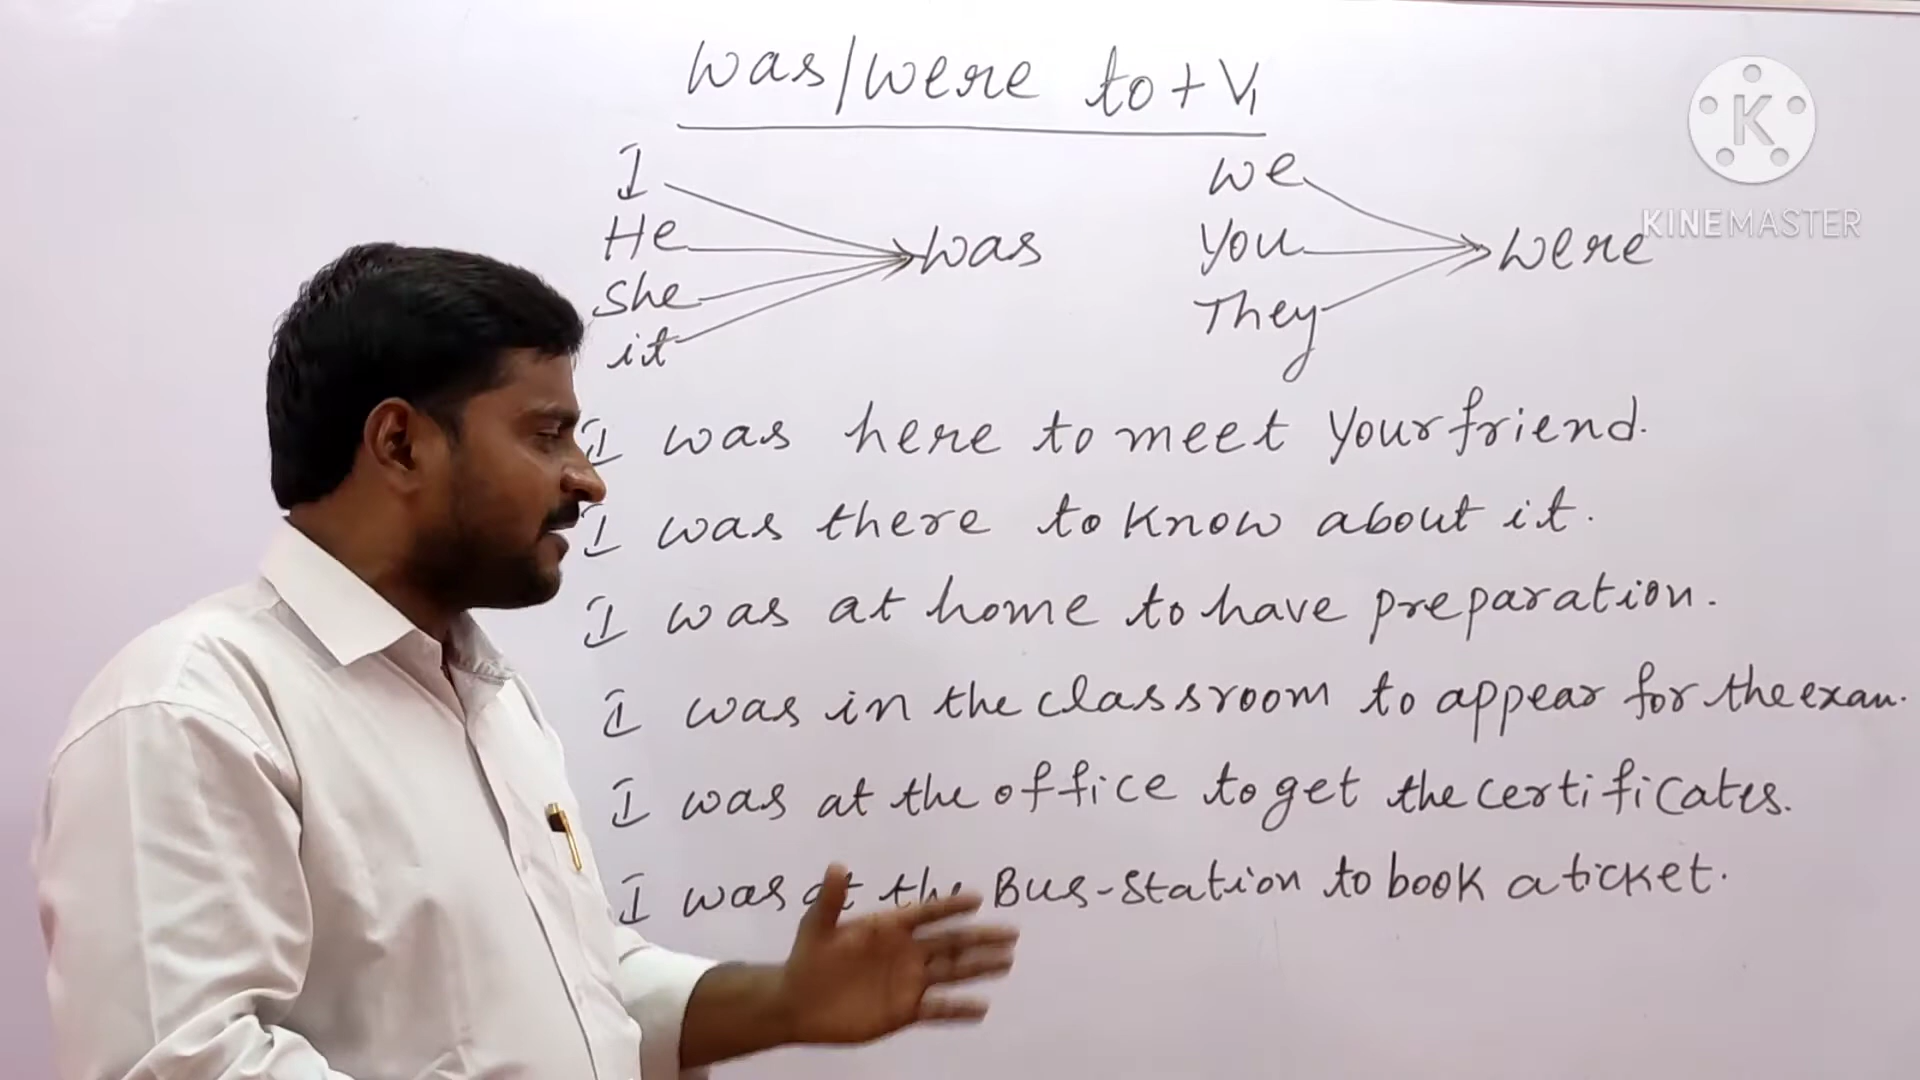 was/were to + V1
I
He
She
it
was
we
you
They
were
K
KINEMASTER
I was here to meet your friend.
I was there to know about it.
I was at home to have preparation.
I was in the classroom to appear for the exam.
I was at the office to get the certificates.
I was at the Bus-Station to book a ticket.